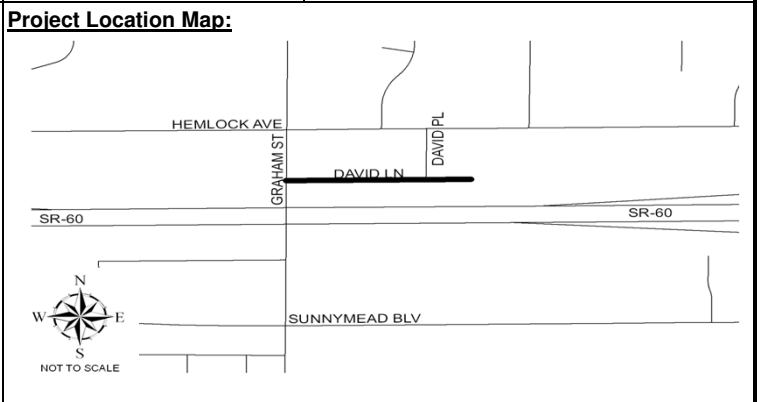 Project Location Map:
HEMLOCK AVE
GRAHAM ST
DAVID PL
DAVID LN
SR-60
SR-60
N
W
E
S
NOT TO SCALE
SUNNYMEAD BLV